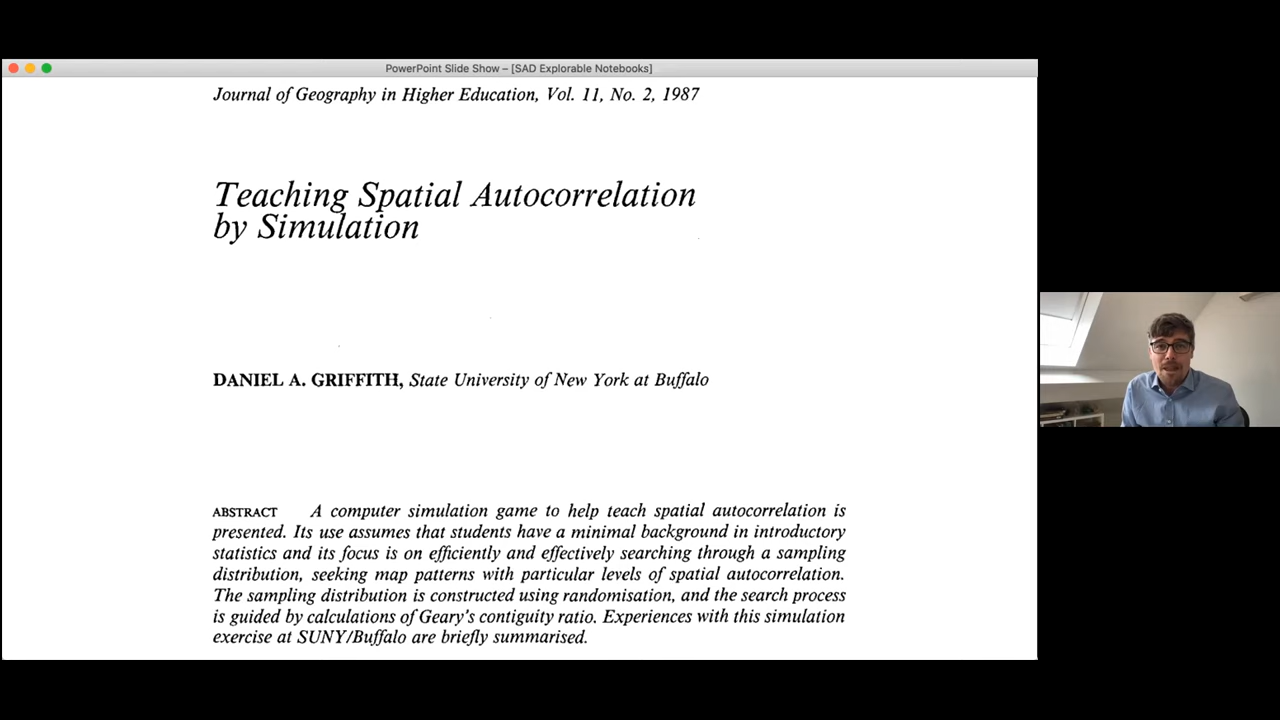 PowerPoint Slide Show – [SAD Explorable Notebooks]
Journal of Geography in Higher Education, Vol. 11, No. 2, 1987
Teaching Spatial Autocorrelation
by Simulation
DANIEL A. GRIFFITH, State University of New York at Buffalo
ABSTRACT A computer simulation game to help teach spatial autocorrelation is
presented. Its use assumes that students have a minimal background in introductory
statistics and its focus is on efficiently and effectively searching through a sampling
distribution, seeking map patterns with particular levels of spatial autocorrelation.
The sampling distribution is constructed using randomisation, and the search process
is guided by calculations of Geary's contiguity ratio. Experiences with this simulation
exercise at SUNY/Buffalo are briefly summarised.